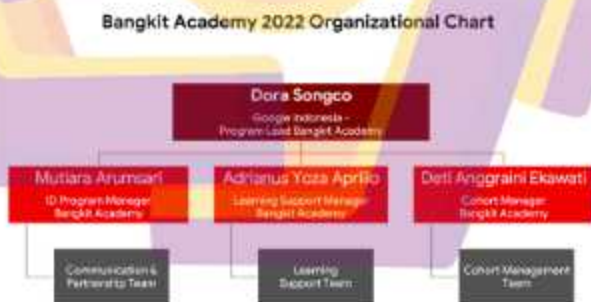 Bangkit Academy 2022 Organizational Chart
Dora Songco
Google Indonesia -
Program Lead Bangkit Academy
Mutiara Arumsari
ID Program Manager
Bangkit Academy
Adrianus Yoza Aprilio
Learning Support Manager
Bangkit Academy
Deti Anggraini Ekawati
Cohort Manager
Bangkit Academy
Communication &
Partnership Team
Learning
Support Team
Cohort Management
Team